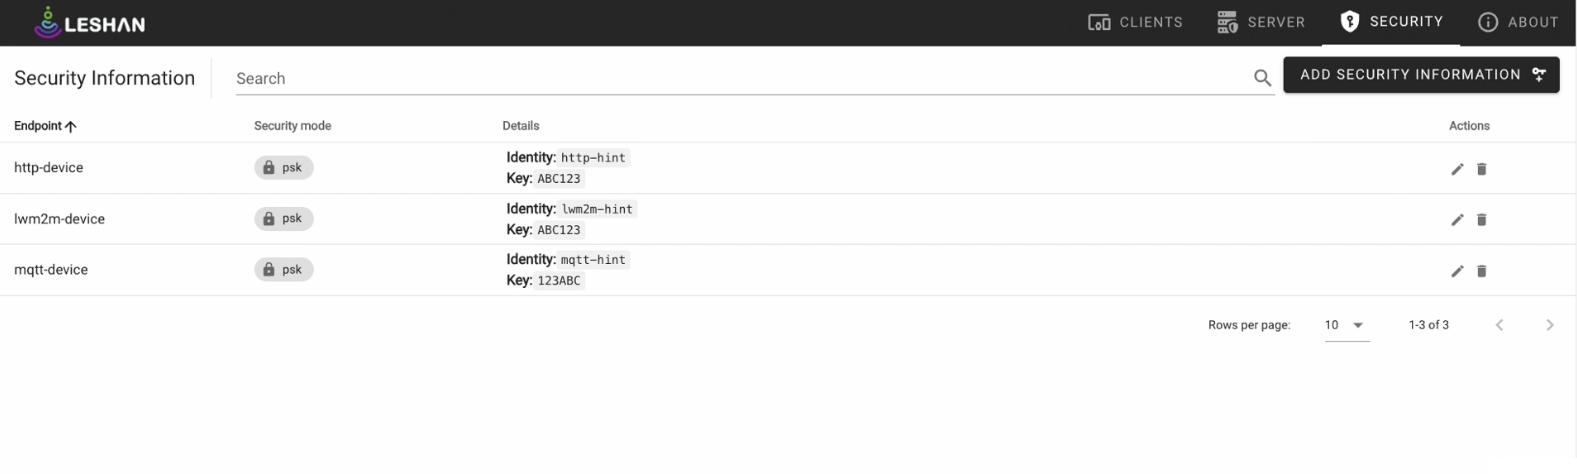 LESHAN CLIENTS SERVER SECURITY ABOUT
Security Information Search ADD SECURITY INFORMATION
Endpoint Security mode Details Actions
http-device psk Identity: http-hint
Key: ABC123
lwm2m-device psk Identity: lwm2m-hint
Key: ABC123
mqtt-device psk Identity: mqtt-hint
Key: 123ABC
Rows per page: 10 1-3 of 3